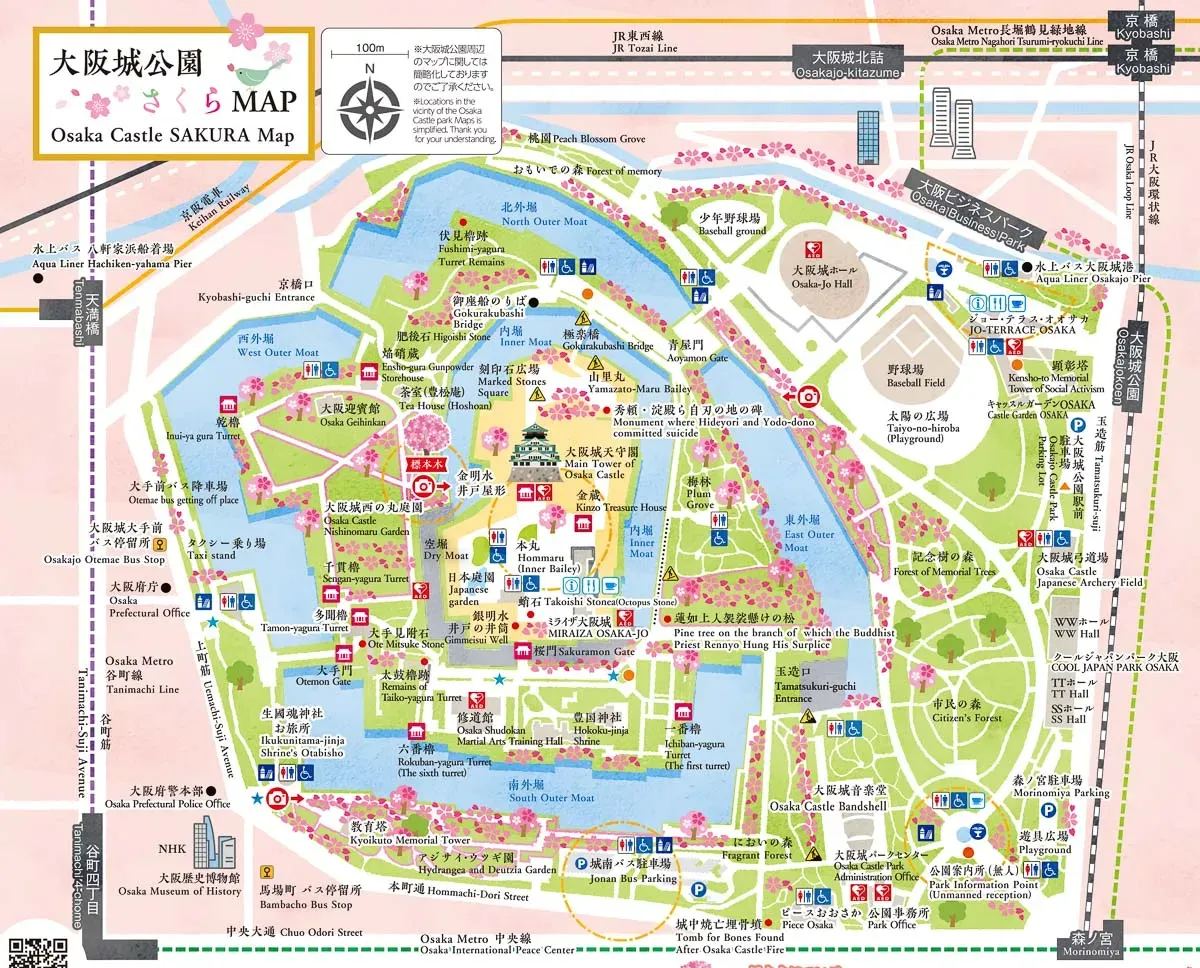 大阪城公園
さくら MAP
Osaka Castle SAKURA Map
100m
N
※大阪城公園周辺
のマップに関しては
簡略化しております
のでご了承ください。
※Locations in the
vicinity of the Osaka
Castle park Maps is
simplified. Thank you
for your understanding.
JR東西線
JR Tozai Line
大阪城北詰
Osakajo-kitazume
Osaka Metro長堀鶴見緑地線
Osaka Metro Nagahori Tsurumi-ryokuchi Line
京橋
Kyobashi
京橋
Kyobashi
JR大阪環状線
JR Osaka Loop Line
京阪電車
Keihan Railway
水上バス 八軒家浜船着場
Aqua Liner Hachiken-yahama Pier
天満橋
Tenmabashi
京橋口
Kyobashi-guchi Entrance
桃園 Peach Blossom Grove
おもいでの森 Forest of memory
北外堀
North Outer Moat
伏見櫓跡
Fushimi-yagura
Turret Remains
少年野球場
Baseball ground
大阪ビジネスパーク
Osaka Business Park
AED
大阪城ホール
Osaka-Jo Hall
水上バス大阪城港
Aqua Liner Osakajo Pier
ジョー・テラス・オオサカ
JO-TERRACE OSAKA
AED
大阪城公園
Osakajokoen
御座船のりば
Gokurakubashi
Bridge
内堀
Inner Moat
極楽橋
Gokurakubashi Bridge
青屋門
Aoyamon Gate
肥後石 Higoishi Stone
西外堀
West Outer Moat
焔硝蔵
Ensho-gura Gunpowder
Storehouse
刻印石広場
Marked Stones
Square
山里丸
Yamazato-Maru Bailey
野球場
Baseball Field
顕彰塔
Kensho-to Memorial
Tower of Social Activism
キャッスルガーデンOSAKA
Castle Garden OSAKA
茶室(豊松庵)
Tea House (Hoshoan)
大阪迎賓館
Osaka Geihinkan
乾櫓
Inui-ya gura Turret
秀頼・淀殿ら自刃の地の碑
Monument where Hideyori and Yodo-dono
committed suicide
太陽の広場
Taiyo-no-hiroba
(Playground)
P
大阪城公園駅前
駐車場
Osakajo Castle Park
Parking Lot
玉造筋 Tamatsukuri-suji
標本木
大阪城天守閣
Main Tower of
Osaka Castle
金明水
井戸屋形
AED
金蔵
Kinzo Treasure House
梅林
Plum
Grove
大手前バス降車場
Otemae bus getting off place
大阪城西の丸庭園
Osaka Castle
Nishinomaru Garden
内堀
Inner
Moat
東外堀
East Outer
Moat
大阪城大手前
バス停留所
Osakajo Otemae Bus Stop
タクシー乗り場
Taxi stand
空堀
Dry Moat
本丸
Hommaru
(Inner Bailey)
記念樹の森
Forest of Memorial Trees
AED
大阪城弓道場
Osaka Castle
Japanese Archery Field
千貫櫓
Sengan-yagura Turret
日本庭園
Japanese
garden
大阪府庁
Osaka
Prefectural Office
AED
蛸石 Takoishi Stonea(Octopus Stone)
多聞櫓
Tamon-yagura Turret
銀明水
井戸の井筒
Gimmeisui Well
ミライザ大阪城
MIRAIZA OSAKA-JO
AED
蓮如上人袈裟懸けの松
Pine tree on the branch of which the Buddhist
Priest Rennyo Hung His Surplice
WWホール
WW Hall
大手見附石
Ote Mitsuke Stone
桜門 Sakuramon Gate
クールジャパンパーク大阪
COOL JAPAN PARK OSAKA
TTホール
TT Hall
SSホール
SS Hall
Osaka Metro
谷町線
Tanimachi Line
上町筋 Uemachi-Suji Avenue
大手門
Otemon Gate
太鼓櫓跡
Remains of
Taiko-yagura Turret
玉造口
Tamatsukuri-guchi
Entrance
AED
市民の森
Citizen's Forest
谷町筋
Tanimachi-Suji Avenue
生國魂神社
お旅所
Ikukunitama-jinja
Shrine's Otabisho
修道館
Osaka Shudokan
Martial Arts Training Hall
豊国神社
Hokoku-jinja
Shrine
一番櫓
Ichiban-yagura
Turret
(The first turret)
六番櫓
Rokuban-yagura Turret
(The sixth turret)
南外堀
South Outer Moat
大阪府警本部
Osaka Prefectural Police Office
大阪城音楽堂
Osaka Castle Bandshell
森ノ宮駐車場
Morinomiya Parking
P
教育塔
Kyoikuto Memorial Tower
においの森
Fragrant Forest
遊具広場
Playground
NHK
大阪歴史博物館
Osaka Museum of History
アジサイ・ウツギ園
Hydrangea and Deutzia Garden
P
城南バス駐車場
Jonan Bus Parking
P
大阪城パークセンター
Osaka Castle Park
Administration Office
公園案内所(無人)
Park Information Point
(Unmanned reception)
本町通 Hommachi-Dori Street
馬場町 バス停留所
Bambacho Bus Stop
AED
AED
ピースおおさか
Piece Osaka
公園事務所
Park Office
谷町四丁目
Tanimachi 4-chome
中央大通 Chuo Odori Street
Osaka Metro 中央線
Osaka International Peace Center
城中焼亡埋骨墳
Tomb for Bones Found
After Osaka Castle Fire
森ノ宮
Morinomiya